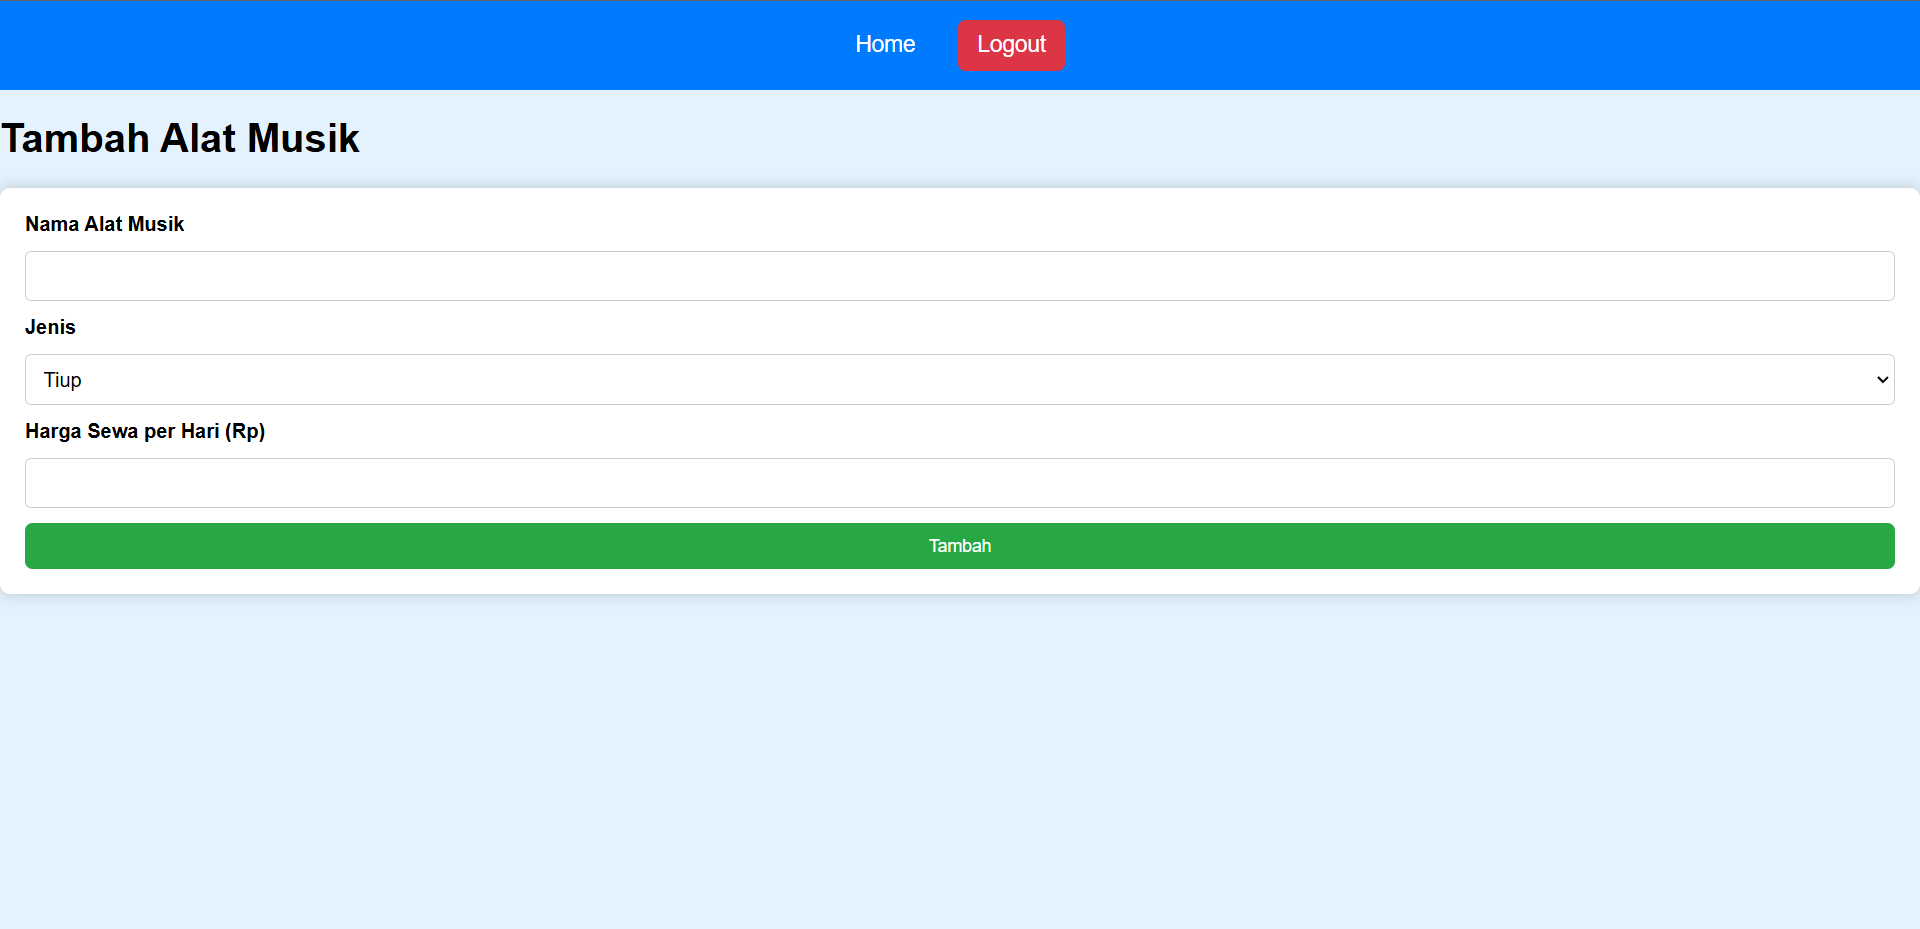 Home Logout
Tambah Alat Musik
Nama Alat Musik
Jenis
Tiup
Harga Sewa per Hari (Rp)
Tambah